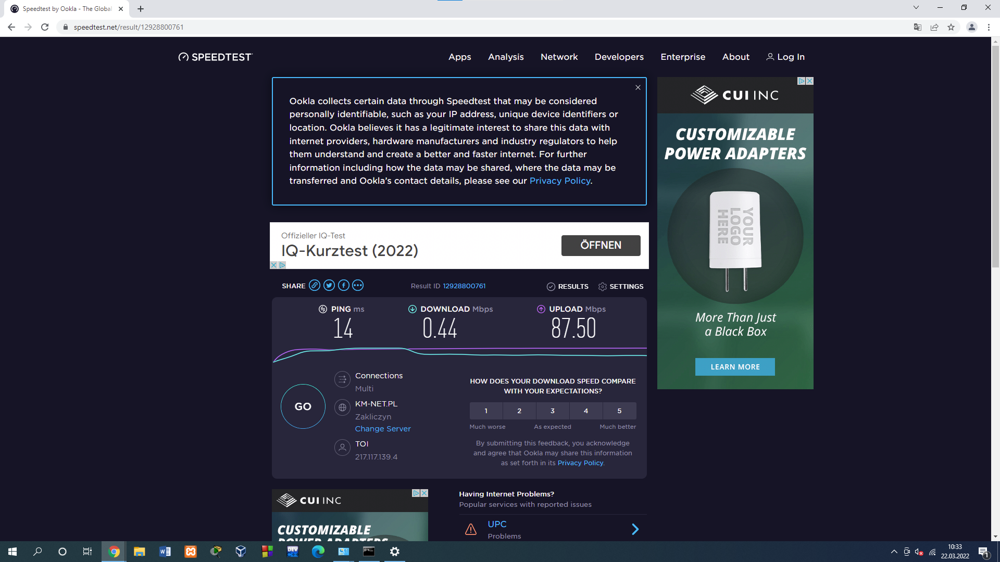 Speedtest by Ookla - The Global
speedtest.net/result/12928800761
SPEEDTEST
Apps
Analysis
Network
Developers
Enterprise
About
Log In
Ookla collects certain data through Speedtest that may be considered
personally identifiable, such as your IP address, unique device identifiers or
location. Ookla believes it has a legitimate interest to share this data with
internet providers, hardware manufacturers and industry regulators to help
them understand and create a better and faster internet. For further
information including how the data may be shared, where the data may be
transferred and Ookla’s contact details, please see our Privacy Policy.
CUI INC
CUSTOMIZABLE
POWER ADAPTERS
YOUR
LOGO
HERE
More Than Just
a Black Box
LEARN MORE
Offizieller IQ-Test
IQ-Kurztest (2022)
ÖFFNEN
SHARE
Result ID 12928800761
RESULTS
SETTINGS
PING ms
14
DOWNLOAD Mbps
0.44
UPLOAD Mbps
87.50
GO
Connections
Multi
KM-NET.PL
Zakliczyn
Change Server
TOI
217.117.139.4
HOW DOES YOUR DOWNLOAD SPEED COMPARE
WITH YOUR EXPECTATIONS?
1 2 3 4 5
Much worse As expected Much better
By submitting this feedback, you acknowledge
and agree that Ookla may share this information
as set forth in its Privacy Policy.
CUI INC
CUSTOMIZABLE
POWER ADAPTERS
Having Internet Problems?
Popular services with reported issues
UPC
Problems
DEV
10:33
22.03.2022
1